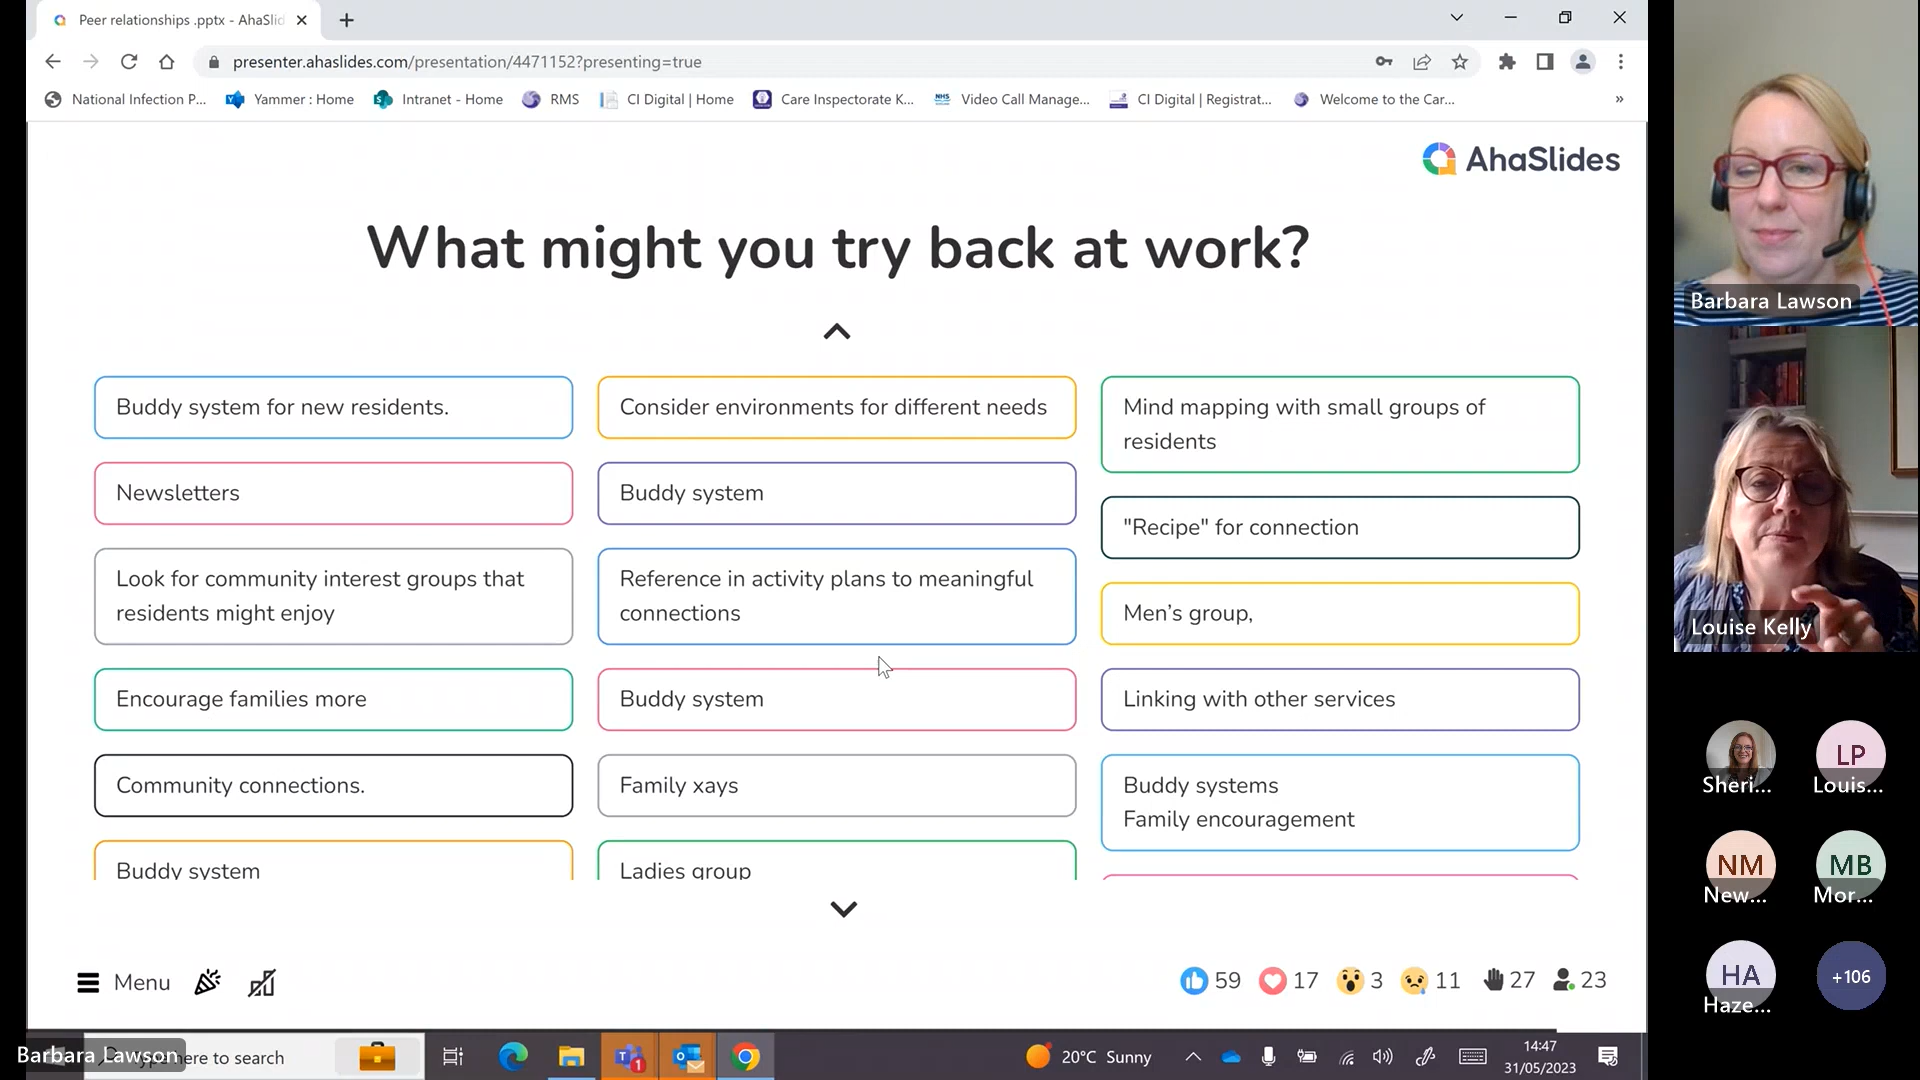 Peer relationships .pptx - AhaSlid
presenter.ahaslides.com/presentation/4471152?presenting=true
National Infection P...
Yammer : Home
Intranet - Home
RMS
CI Digital | Home
Care Inspectorate K...
NHS
Video Call Manage...
CI Digital | Registrat...
Welcome to the Car...
»
AhaSlides
What might you try back at work?
Buddy system for new residents.
Newsletters
Look for community interest groups that
residents might enjoy
Encourage families more
Community connections.
Buddy system
Consider environments for different needs
Buddy system
Reference in activity plans to meaningful
connections
Buddy system
Family xays
Ladies group
Mind mapping with small groups of
residents
"Recipe" for connection
Men’s group,
Linking with other services
Buddy systems
Family encouragement
Menu
59
17
3
11
27
23
Barbara Lawson
Louise Kelly
Sheri...
LP
Louis...
NM
New...
MB
Mor...
HA
Haze...
+106
Barbara Lawson
here to search
1
20°C Sunny
14:47
31/05/2023